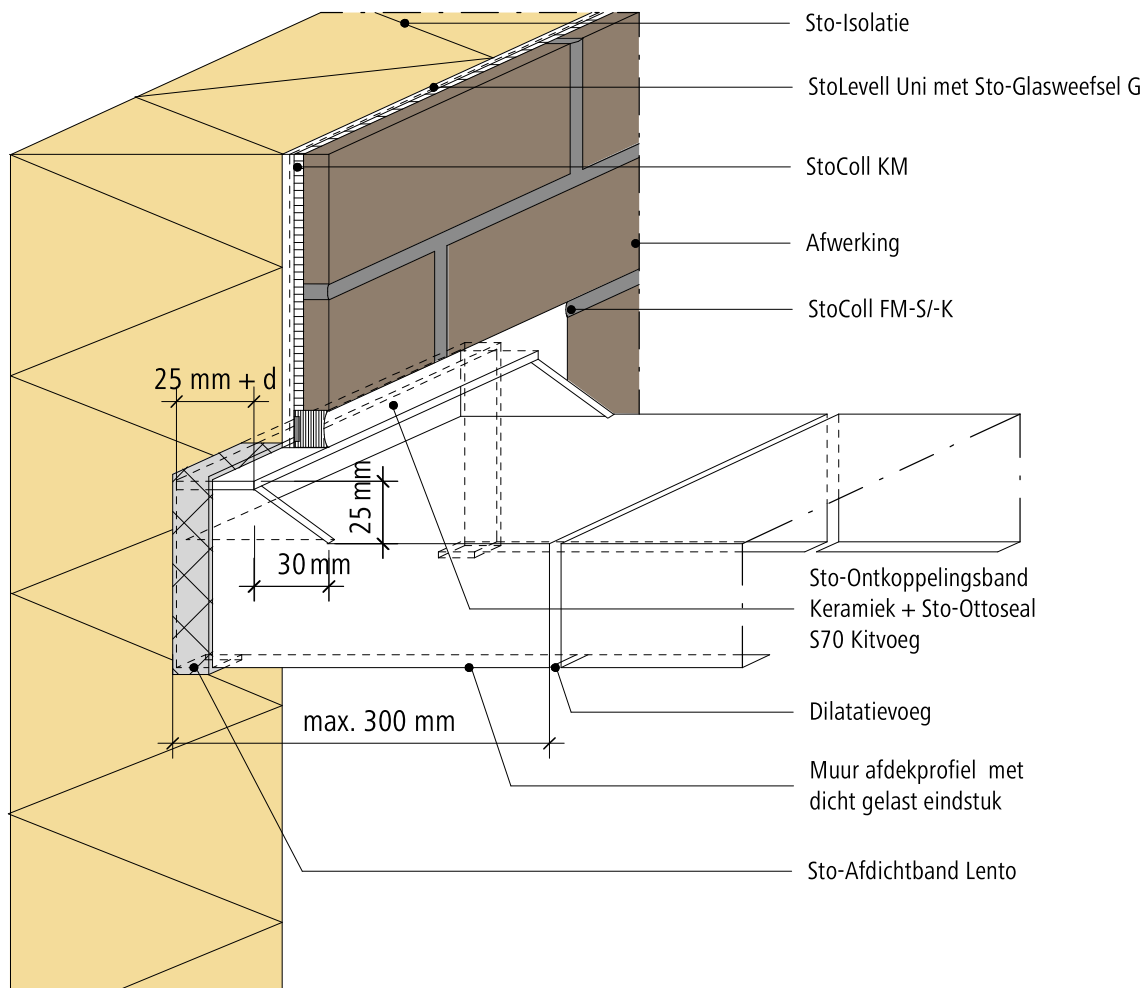 Sto-Isolatie
StoLevell Uni met Sto-Glasweefsel G
StoColl KM
Afwerking
StoColl FM-S/-K
25 mm + d
25 mm
30 mm
Sto-Ontkoppelingsband
Keramiek + Sto-Ottoseal
S70 Kitvoeg
max. 300 mm
Dilatatievoeg
Muur afdekprofiel met
dicht gelast eindstuk
Sto-Afdichtband Lento